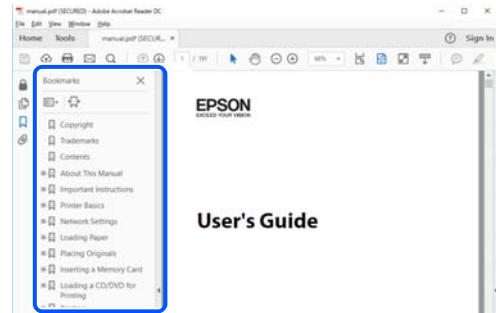 manual.pdf (SECURED) - Adobe Acrobat Reader DC
File Edit View Window Help
Home Tools manual.pdf (SECUR... × Sign In
1 / 191
Bookmarks
Copyright
Trademarks
Contents
About This Manual
Important Instructions
Printer Basics
Network Settings
Loading Paper
Placing Originals
Inserting a Memory Card
Loading a CD/DVD for
Printing
EPSON
EXCEED YOUR VISION
User's Guide